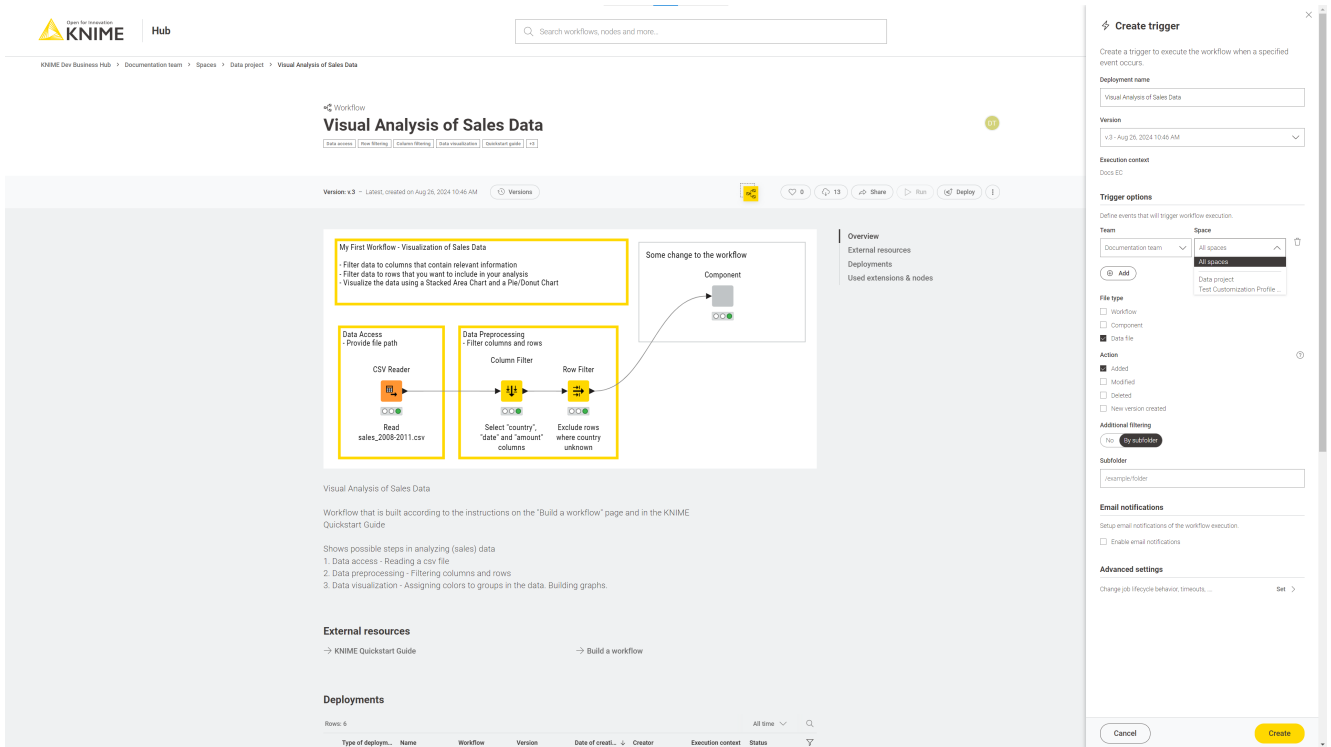 Open for Innovation
KNIME
Hub
Search workflows, nodes and more...
KNIME Dev Business Hub > Documentation team > Spaces > Data project > Visual Analysis of Sales Data
Workflow
Visual Analysis of Sales Data
Data access
Row filtering
Column filtering
Data visualization
Quickstart guide
+3
Version: v.3 – Latest, created on Aug 26, 2024 10:46 AM
Versions
0
13
Share
Run
Deploy
My First Workflow - Visualization of Sales Data
- Filter data to columns that contain relevant information
- Filter data to rows that you want to include in your analysis
- Visualize the data using a Stacked Area Chart and a Pie/Donut Chart
Some change to the workflow
Component
Data Access
- Provide file path
CSV Reader
Read
sales_2008-2011.csv
Data Preprocessing
- Filter columns and rows
Column Filter
Select "country",
"date" and "amount"
columns
Row Filter
Exclude rows
where country
unknown
Overview
External resources
Deployments
Used extensions & nodes
Visual Analysis of Sales Data
Workflow that is built according to the instructions on the "Build a workflow" page and in the KNIME
Quickstart Guide
Shows possible steps in analyzing (sales) data
1. Data access - Reading a csv file
2. Data preprocessing - Filtering columns and rows
3. Data visualization - Assigning colors to groups in the data. Building graphs.
External resources
KNIME Quickstart Guide
Build a workflow
Deployments
Rows: 6
All time
Type of deploym... Name Workflow Version Date of creati... Creator Execution context Status
Create trigger
Create a trigger to execute the workflow when a specified
event occurs.
Deployment name
Visual Analysis of Sales Data
Version
v.3 - Aug 26, 2024 10:46 AM
Execution context
Docs EC
Trigger options
Define events that will trigger workflow execution.
Team
Space
Documentation team
All spaces
All spaces
Data project
Test Customization Profile ...
Add
File type
Workflow
Component
Data file
Action
Added
Modified
Deleted
New version created
Additional filtering
No
By subfolder
Subfolder
/example/folder
Email notifications
Setup email notifications of the workflow execution.
Enable email notifications
Advanced settings
Change job lifecycle behavior, timeouts, ...
Set
Cancel
Create